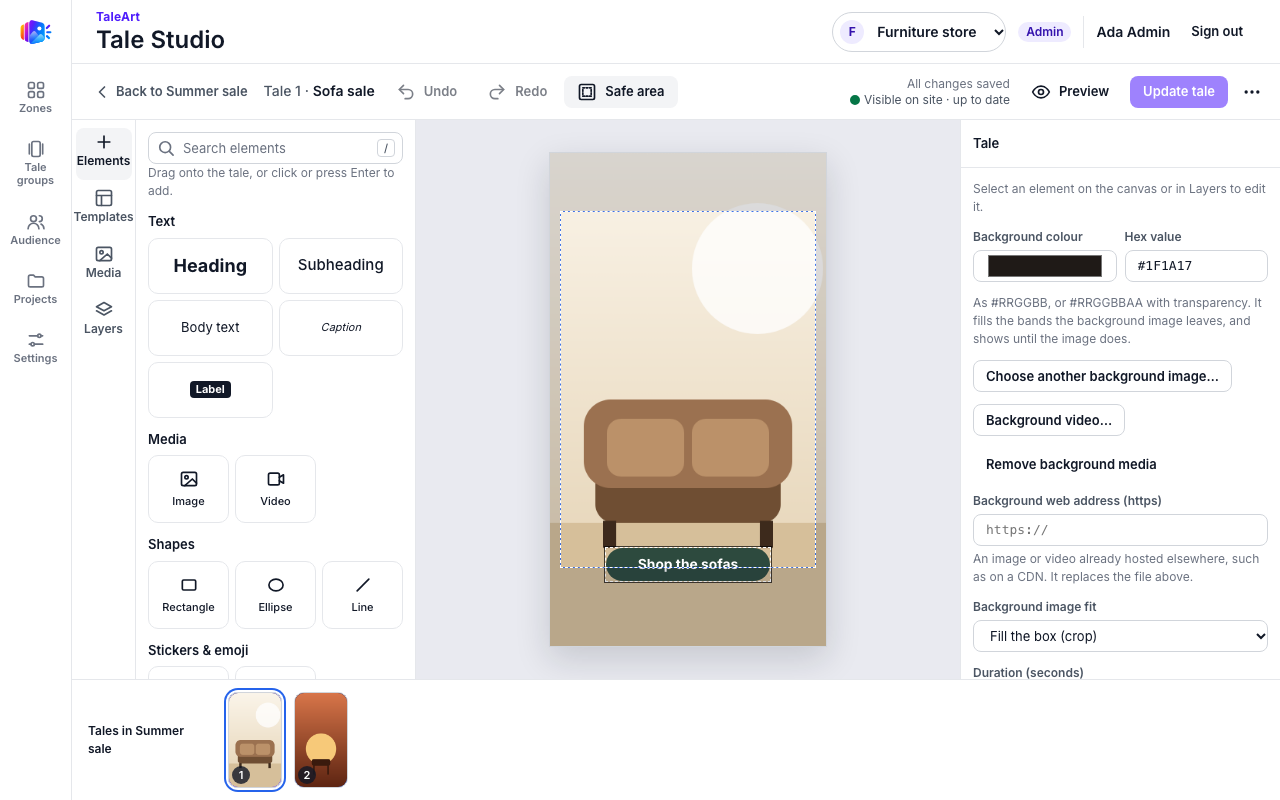 TaleArt
Tale Studio
F Furniture store
Admin
Ada Admin
Sign out
Zones
Tale groups
Audience
Projects
Settings
Back to Summer sale
Tale 1 · Sofa sale
Undo
Redo
Safe area
All changes saved
Visible on site · up to date
Preview
Update tale
Elements
Templates
Media
Layers
Search elements
/
Drag onto the tale, or click or press Enter to
add.
Text
Heading
Subheading
Body text
Caption
Label
Media
Image
Video
Shapes
Rectangle
Ellipse
Line
Stickers & emoji
Shop the sofas
Tale
Select an element on the canvas or in Layers to edit
it.
Background colour
Hex value
#1F1A17
As #RRGGBB, or #RRGGBBAA with transparency. It
fills the bands the background image leaves, and
shows until the image does.
Choose another background image...
Background video...
Remove background media
Background web address (https)
https://
An image or video already hosted elsewhere, such
as on a CDN. It replaces the file above.
Background image fit
Fill the box (crop)
Duration (seconds)
Tales in Summer
sale
1
2